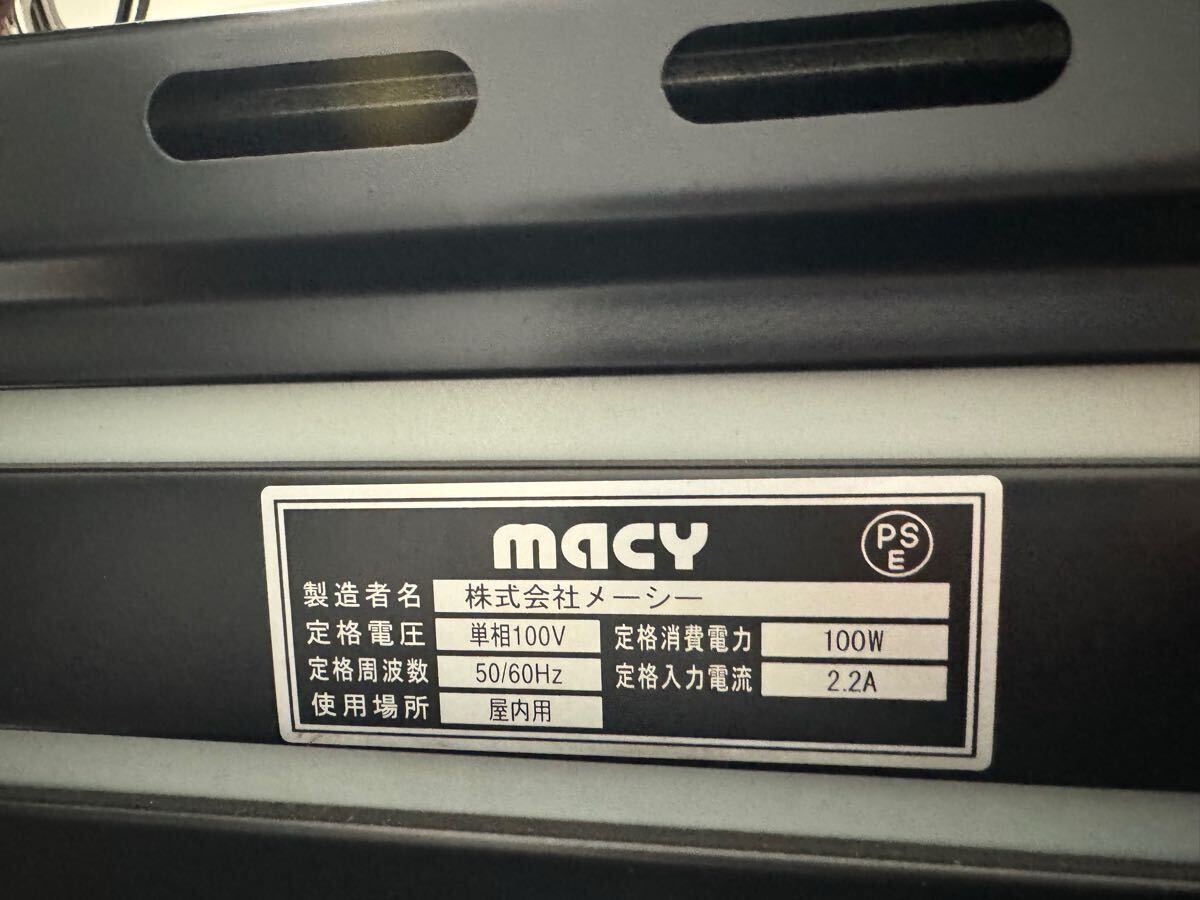 macy
PS
E
製造者名 株式会社メーシー
定格電圧 単相100V 定格消費電力 100W
定格周波数 50/60Hz 定格入力電流 2.2A
使用場所 屋内用